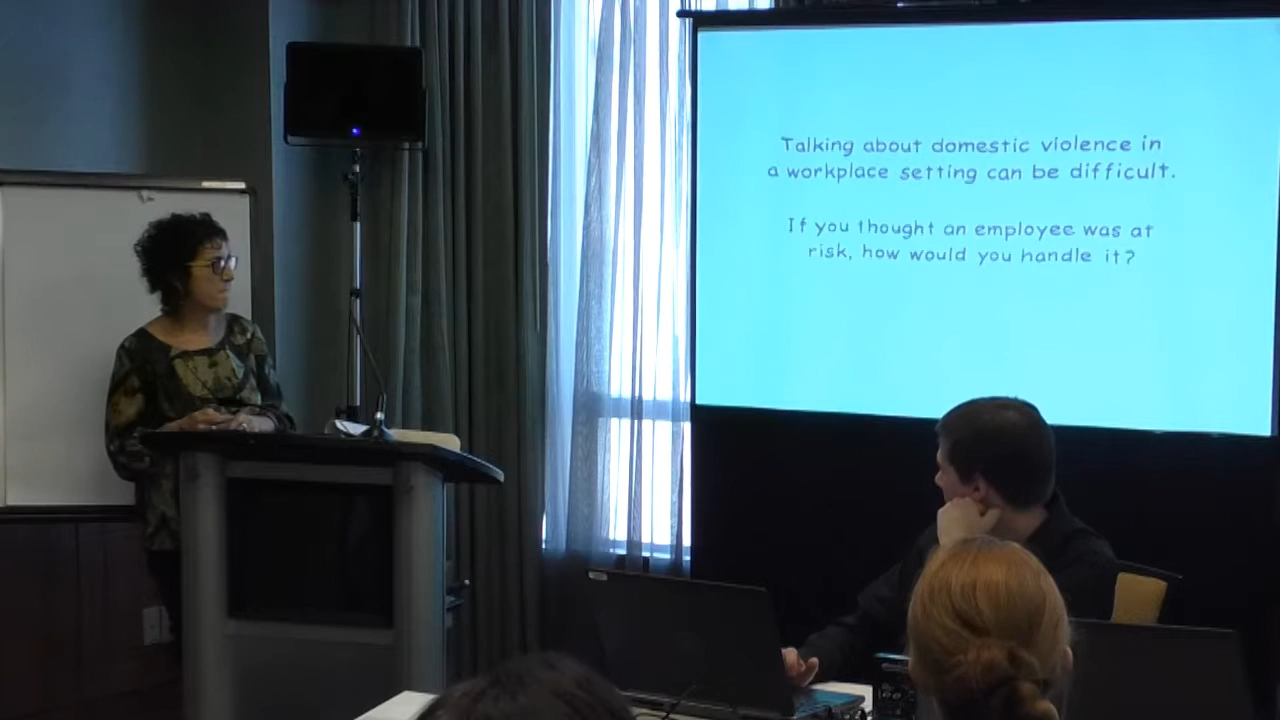 Talking about domestic violence in
a workplace setting can be difficult.
If you thought an employee was at
risk, how would you handle it?